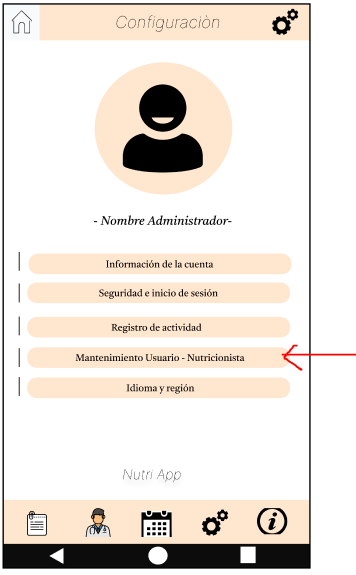 Configuraciòn
- Nombre Administrador-
Información de la cuenta
Seguridad e inicio de sesión
Registro de actividad
Mantenimiento Usuario - Nutricionista
Idioma y región
Nutri App